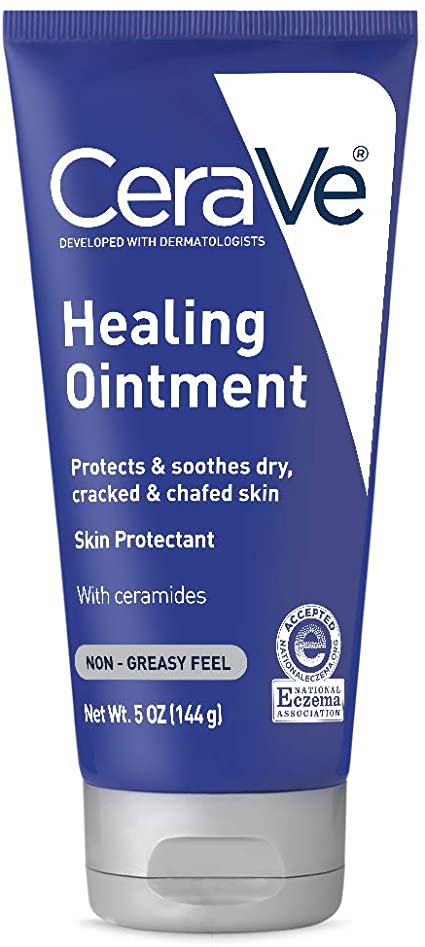 CeraVe®
DEVELOPED WITH DERMATOLOGISTS
Healing
Ointment
Protects & soothes dry,
cracked & chafed skin
Skin Protectant
With ceramides
NON - GREASY FEEL
Net Wt. 5 OZ (144 g)
ACCEPTED
e
NATIONALECZEMA.ORG
NATIONAL
Eczema
ASSOCIATION